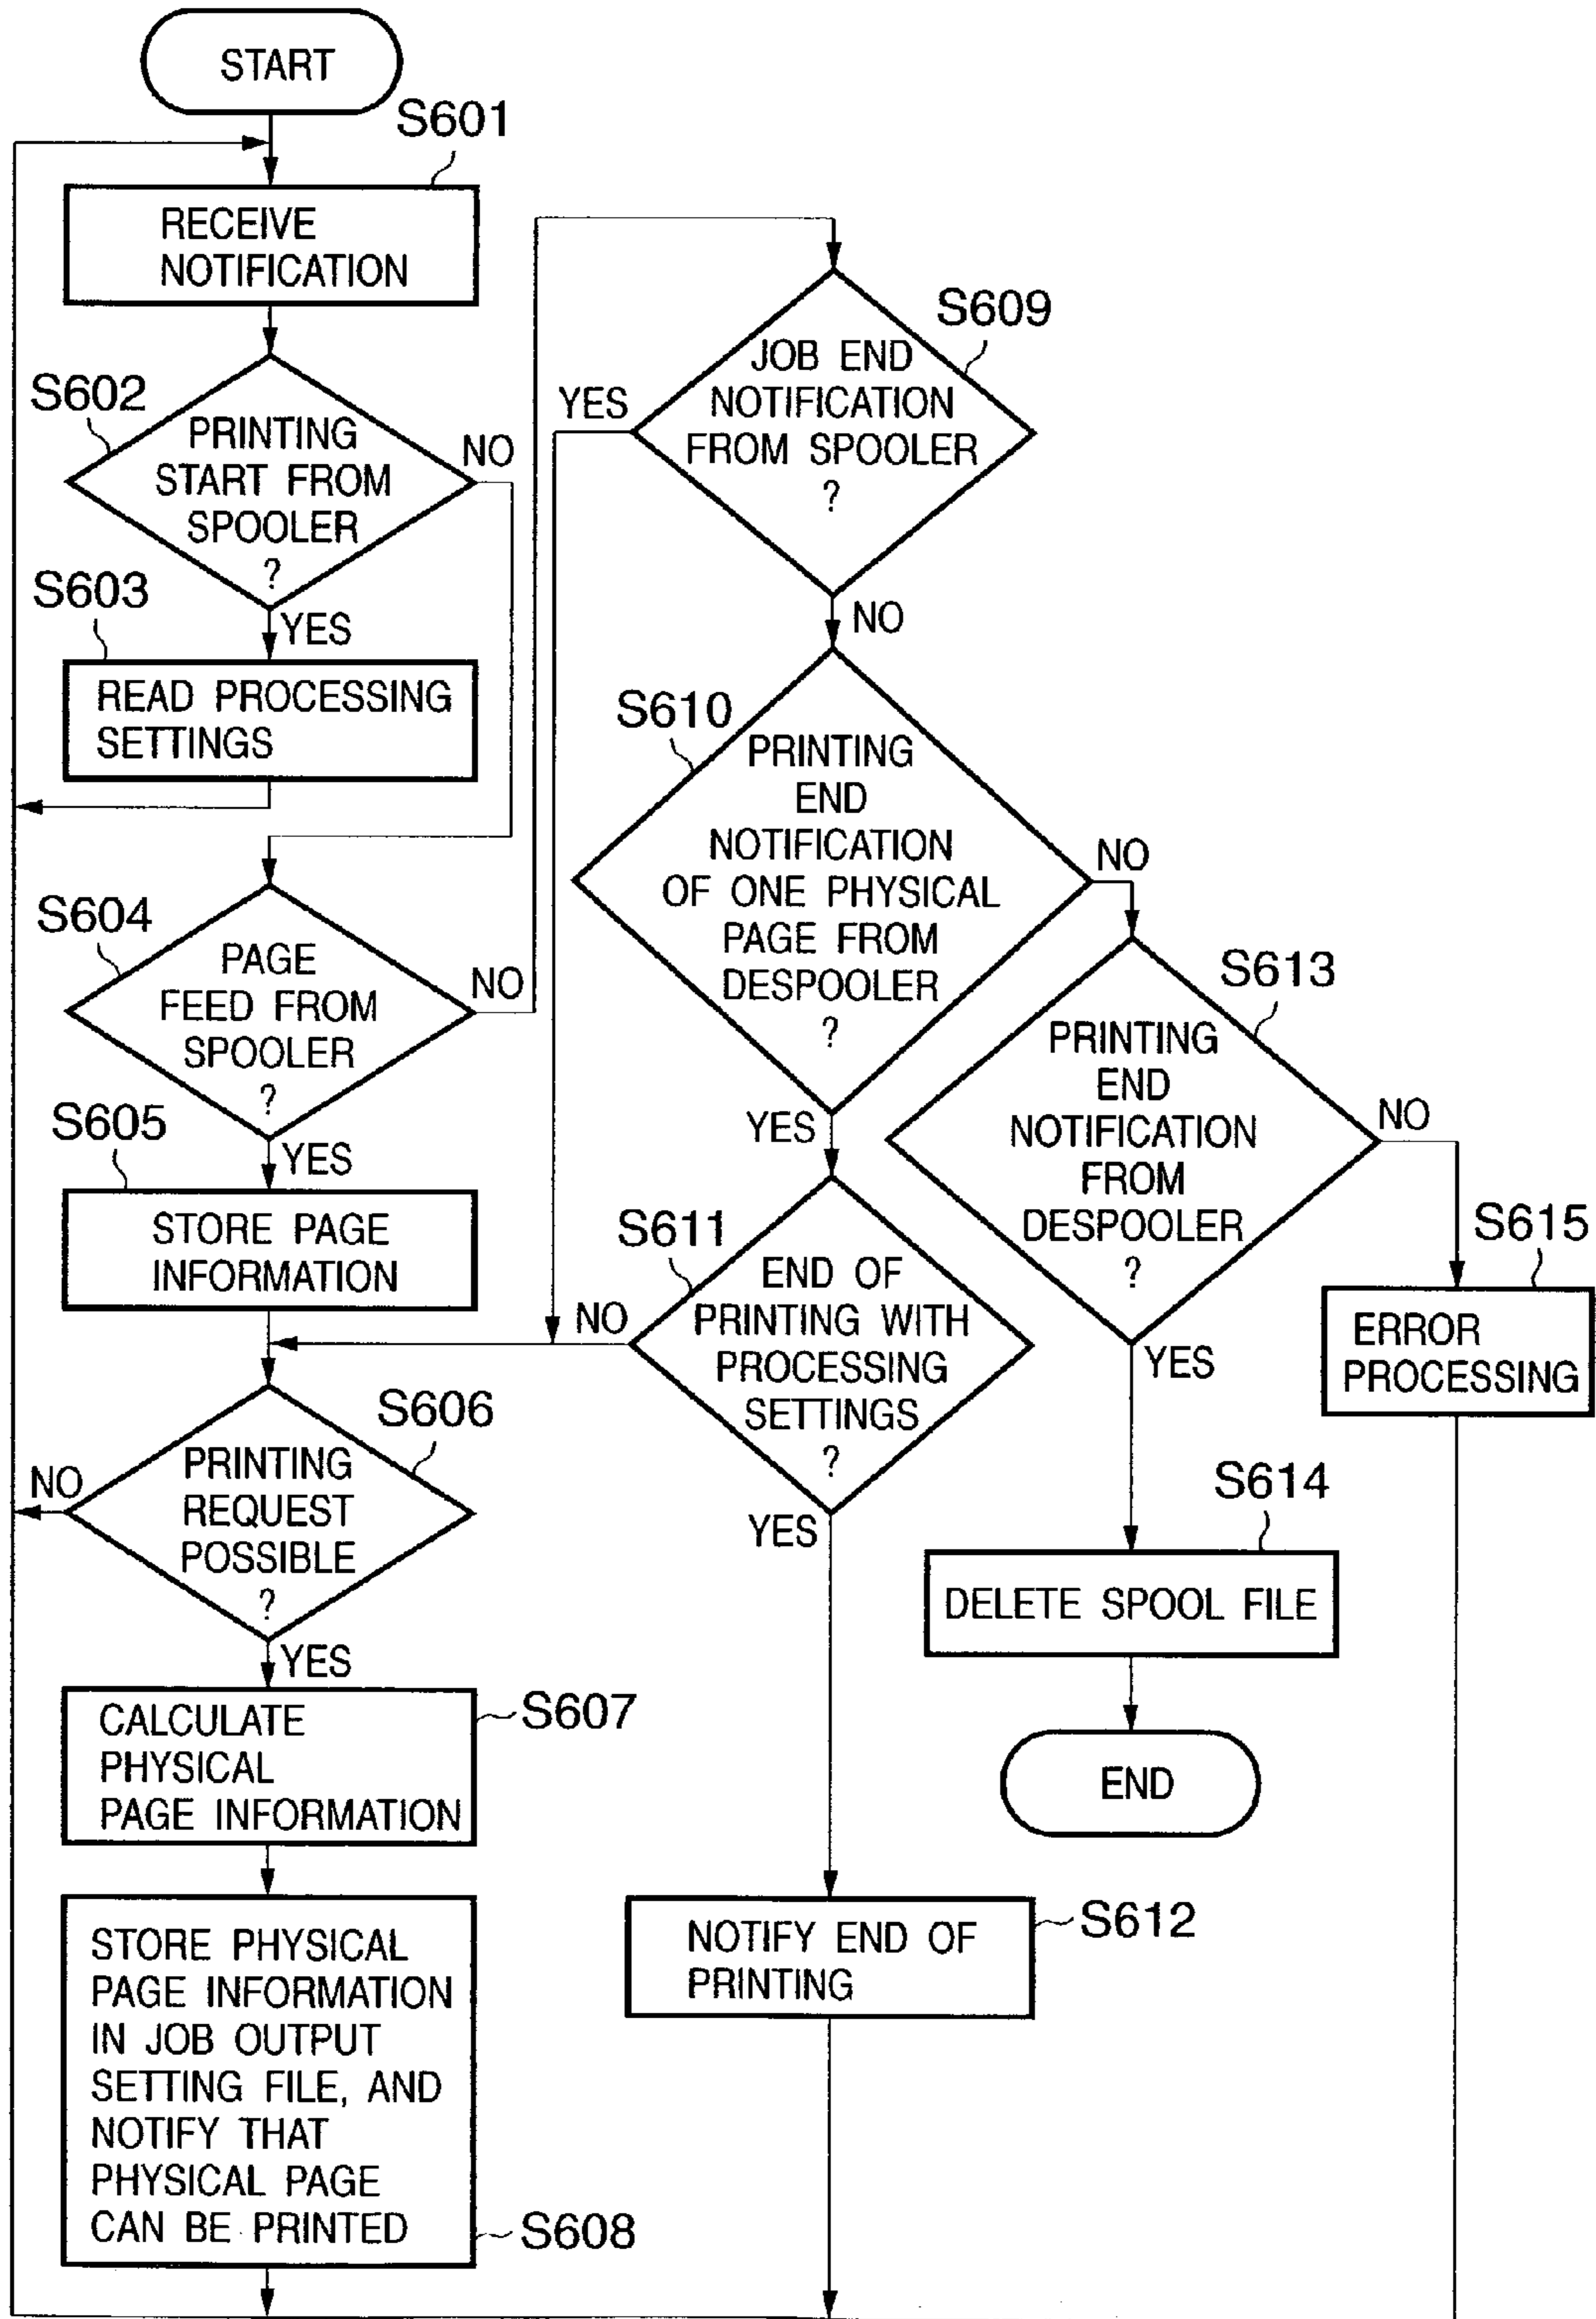 START
S601
RECEIVE
NOTIFICATION
S602
PRINTING
START FROM
SPOOLER
?
NO
YES
S603
READ PROCESSING
SETTINGS
S604
PAGE
FEED FROM
SPOOLER
?
NO
YES
S605
STORE PAGE
INFORMATION
S606
PRINTING
REQUEST
POSSIBLE
?
NO
YES
S607
CALCULATE
PHYSICAL
PAGE INFORMATION
STORE PHYSICAL
PAGE INFORMATION
IN JOB OUTPUT
SETTING FILE, AND
NOTIFY THAT
PHYSICAL PAGE
CAN BE PRINTED
S608
S609
JOB END
NOTIFICATION
FROM SPOOLER
?
YES
NO
S610
PRINTING
END
NOTIFICATION
OF ONE PHYSICAL
PAGE FROM
DESPOOLER
?
NO
YES
S611
END OF
PRINTING WITH
PROCESSING
SETTINGS
?
NO
YES
NOTIFY END OF
PRINTING
S612
S613
PRINTING
END
NOTIFICATION
FROM
DESPOOLER
?
NO
YES
S614
DELETE SPOOL FILE
END
S615
ERROR
PROCESSING